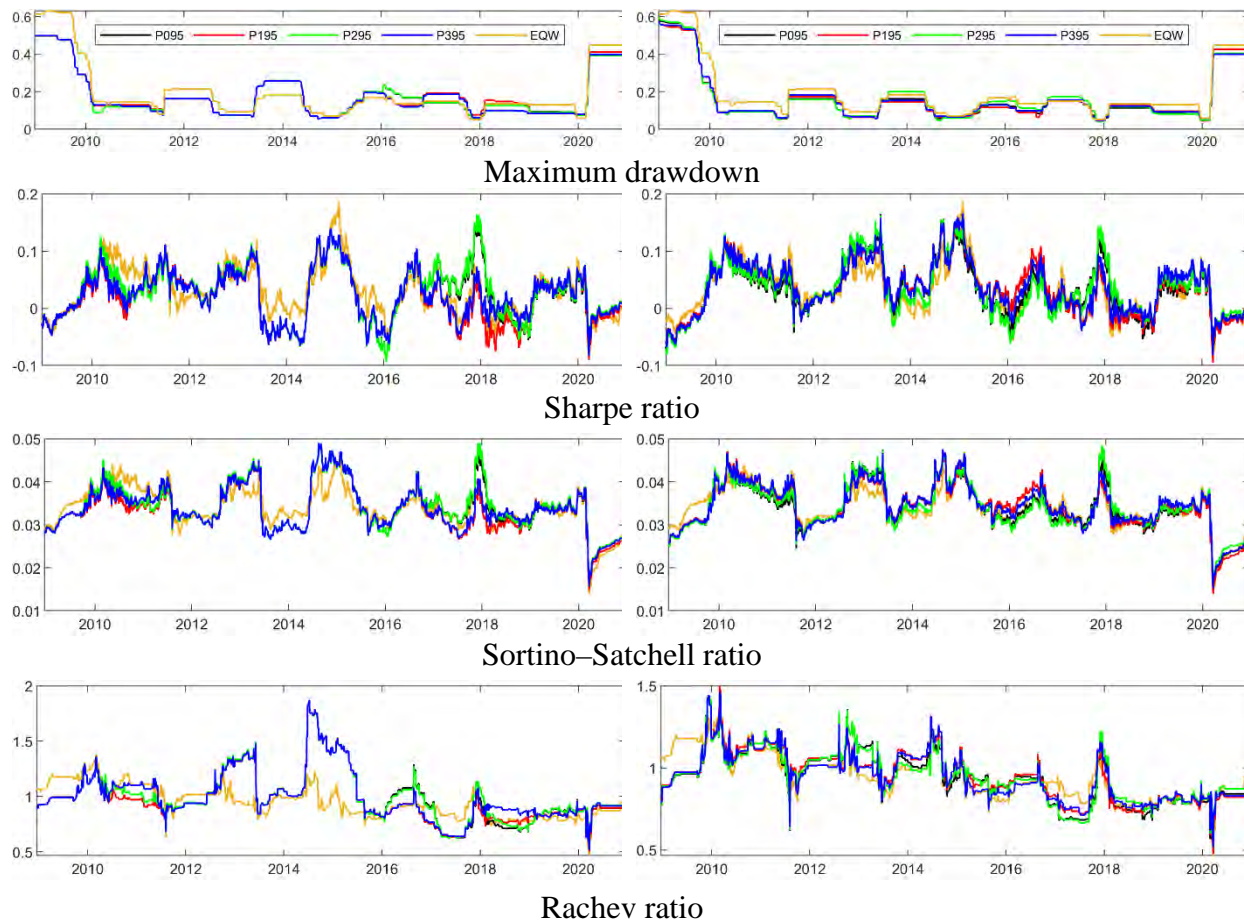 P095 P195 P295 P395 EQW P095 P195 P295 P395 EQW
0.6 0.6
0.4 0.4
0.2 0.2
0 0
2010 2012 2014 2016 2018 2020 2010 2012 2014 2016 2018 2020
Maximum drawdown
0.2 0.2
0.1 0.1
0 0
-0.1 -0.1
2010 2012 2014 2016 2018 2020 2010 2012 2014 2016 2018 2020
Sharpe ratio
0.05 0.05
0.04 0.04
0.03 0.03
0.02 0.02
0.01 0.01
2010 2012 2014 2016 2018 2020 2010 2012 2014 2016 2018 2020
Sortino–Satchell ratio
2 1.5
1.5
1 1
0.5 0.5
2010 2012 2014 2016 2018 2020 2010 2012 2014 2016 2018 2020
Rachev ratio